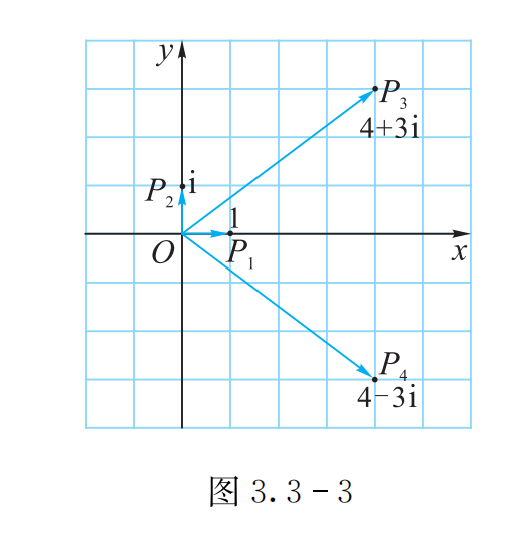 y
P₃
4+3i
P₂ i
1
O P₁ x
P₄
4-3i
图 3.3-3